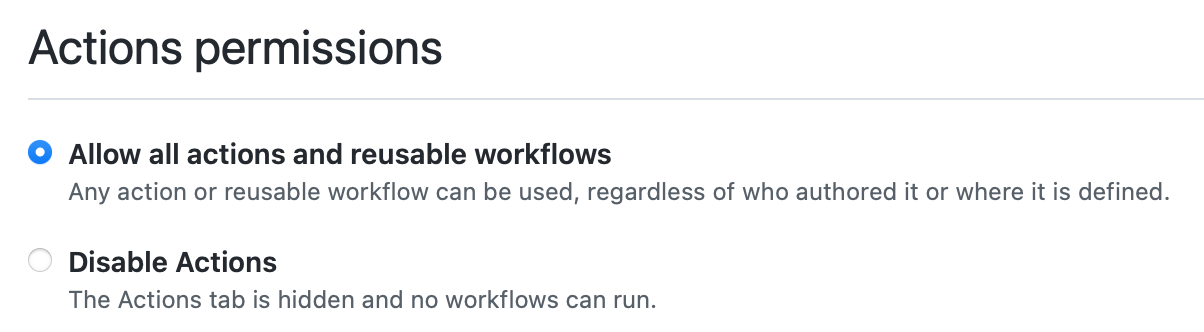 Actions permissions
Allow all actions and reusable workflows
Any action or reusable workflow can be used, regardless of who authored it or where it is defined.
Disable Actions
The Actions tab is hidden and no workflows can run.